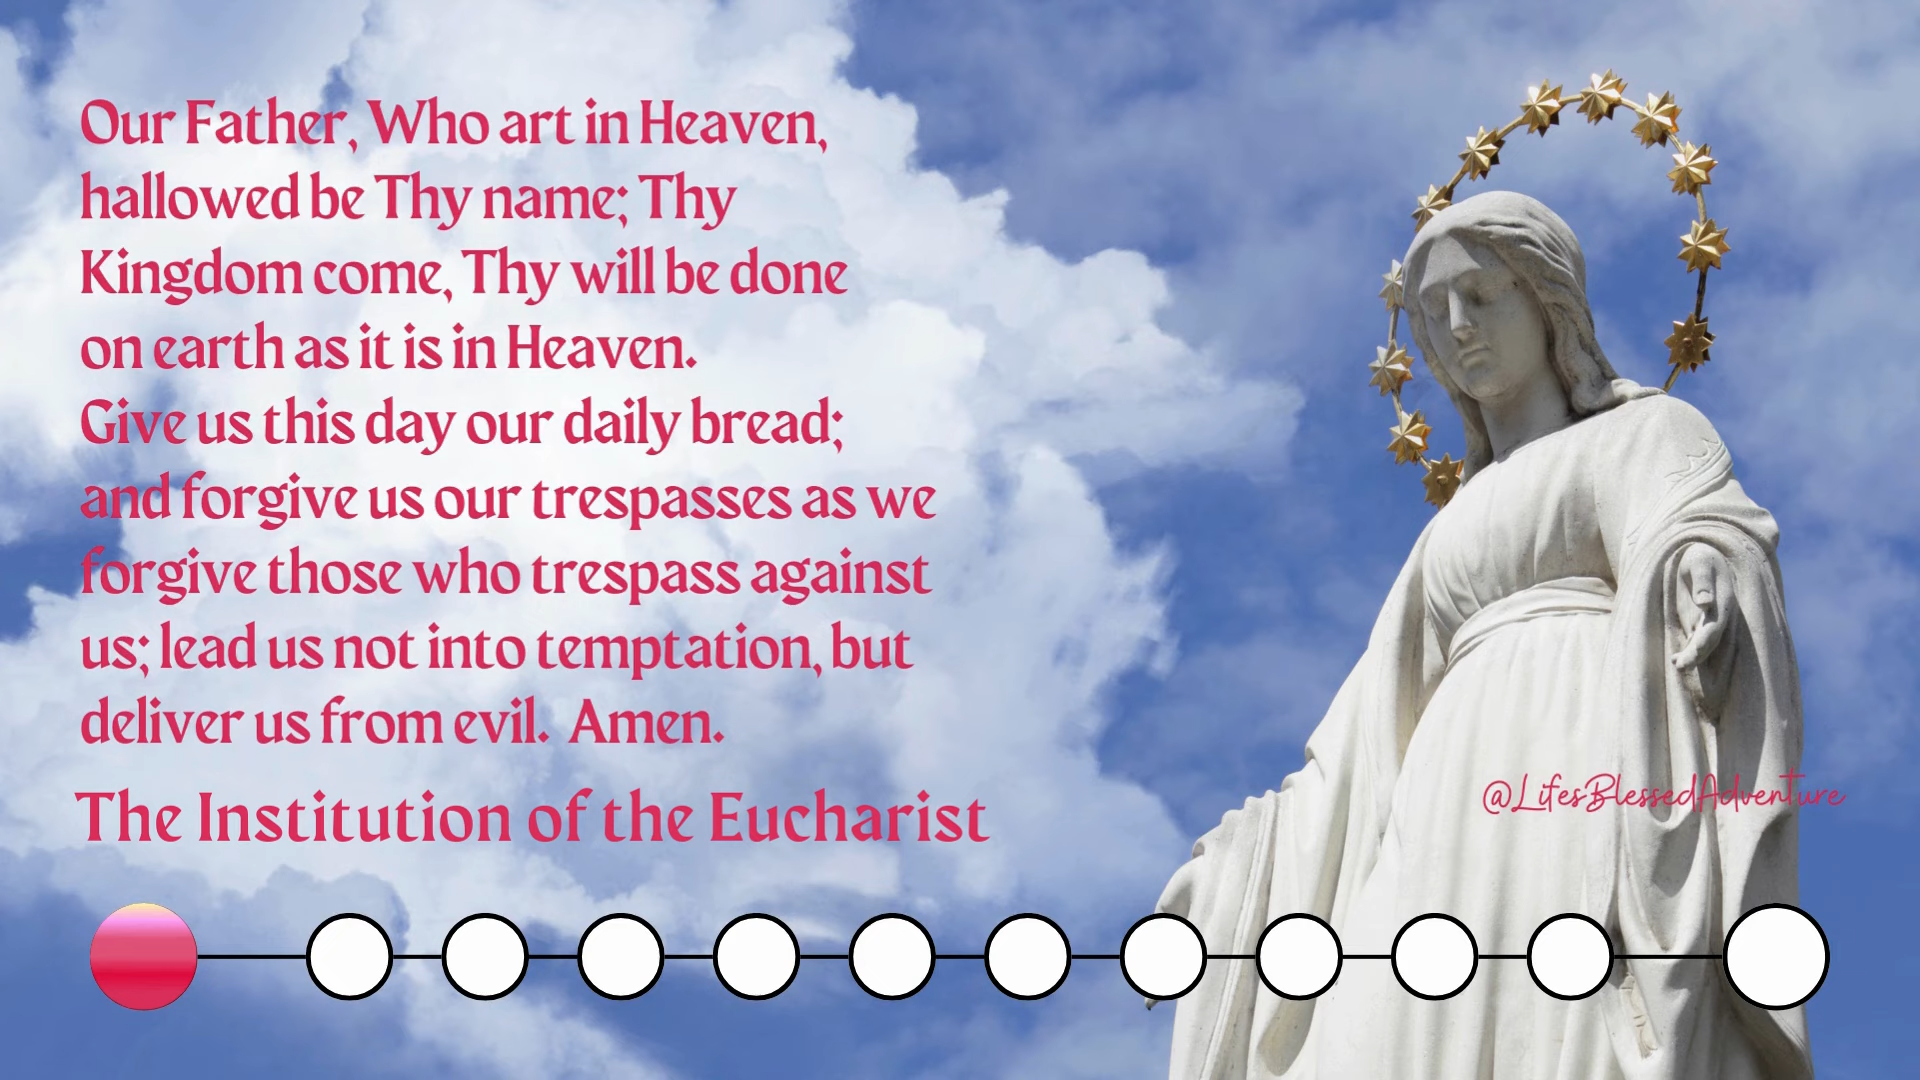 Our Father, Who art in Heaven,
hallowed be Thy name; Thy
Kingdom come, Thy will be done
on earth as it is in Heaven.
Give us this day our daily bread;
and forgive us our trespasses as we
forgive those who trespass against
us; lead us not into temptation, but
deliver us from evil. Amen.
The Institution of the Eucharist
@LifesBlessedAdventure